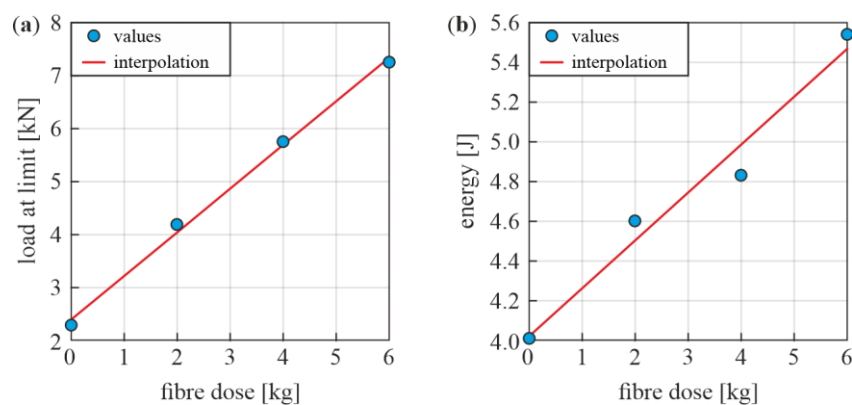 (a)
values
interpolation
8
7
6
5
4
3
2
load at limit [kN]
0 1 2 3 4 5 6
fibre dose [kg]
(b)
values
interpolation
5.6
5.4
5.2
5.0
4.8
4.6
4.4
4.2
4.0
energy [J]
0 1 2 3 4 5 6
fibre dose [kg]